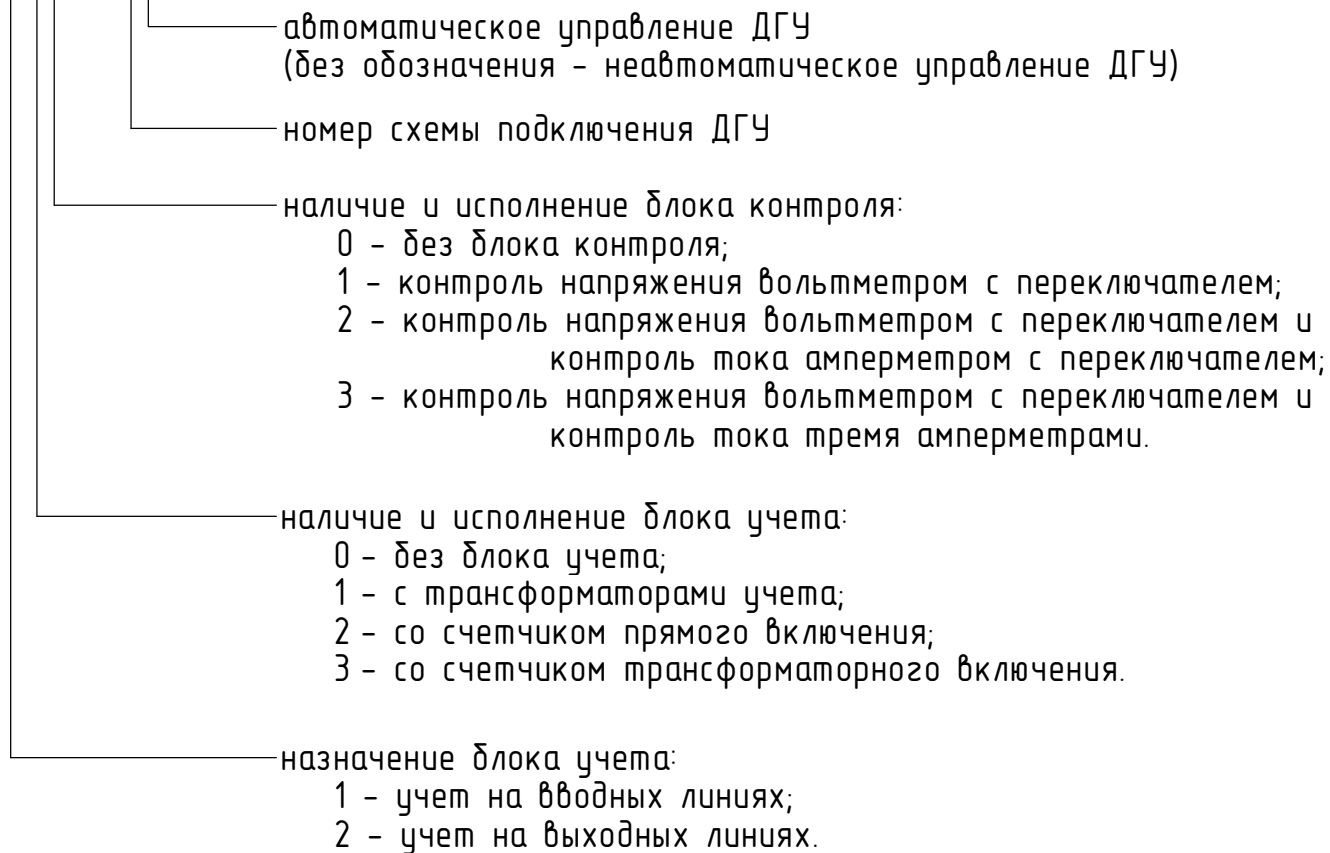 автоматическое управление ДГУ
(без обозначения – неавтоматическое управление ДГУ)
номер схемы подключения ДГУ
наличие и исполнение блока контроля:
0 – без блока контроля;
1 – контроль напряжения вольтметром с переключателем;
2 – контроль напряжения вольтметром с переключателем и
контроль тока амперметром с переключателем;
3 – контроль напряжения вольтметром с переключателем и
контроль тока тремя амперметрами.
наличие и исполнение блока учета:
0 – без блока учета;
1 – с трансформаторами учета;
2 – со счетчиком прямого включения;
3 – со счетчиком трансформаторного включения.
назначение блока учета:
1 – учет на вводных линиях;
2 – учет на выходных линиях.